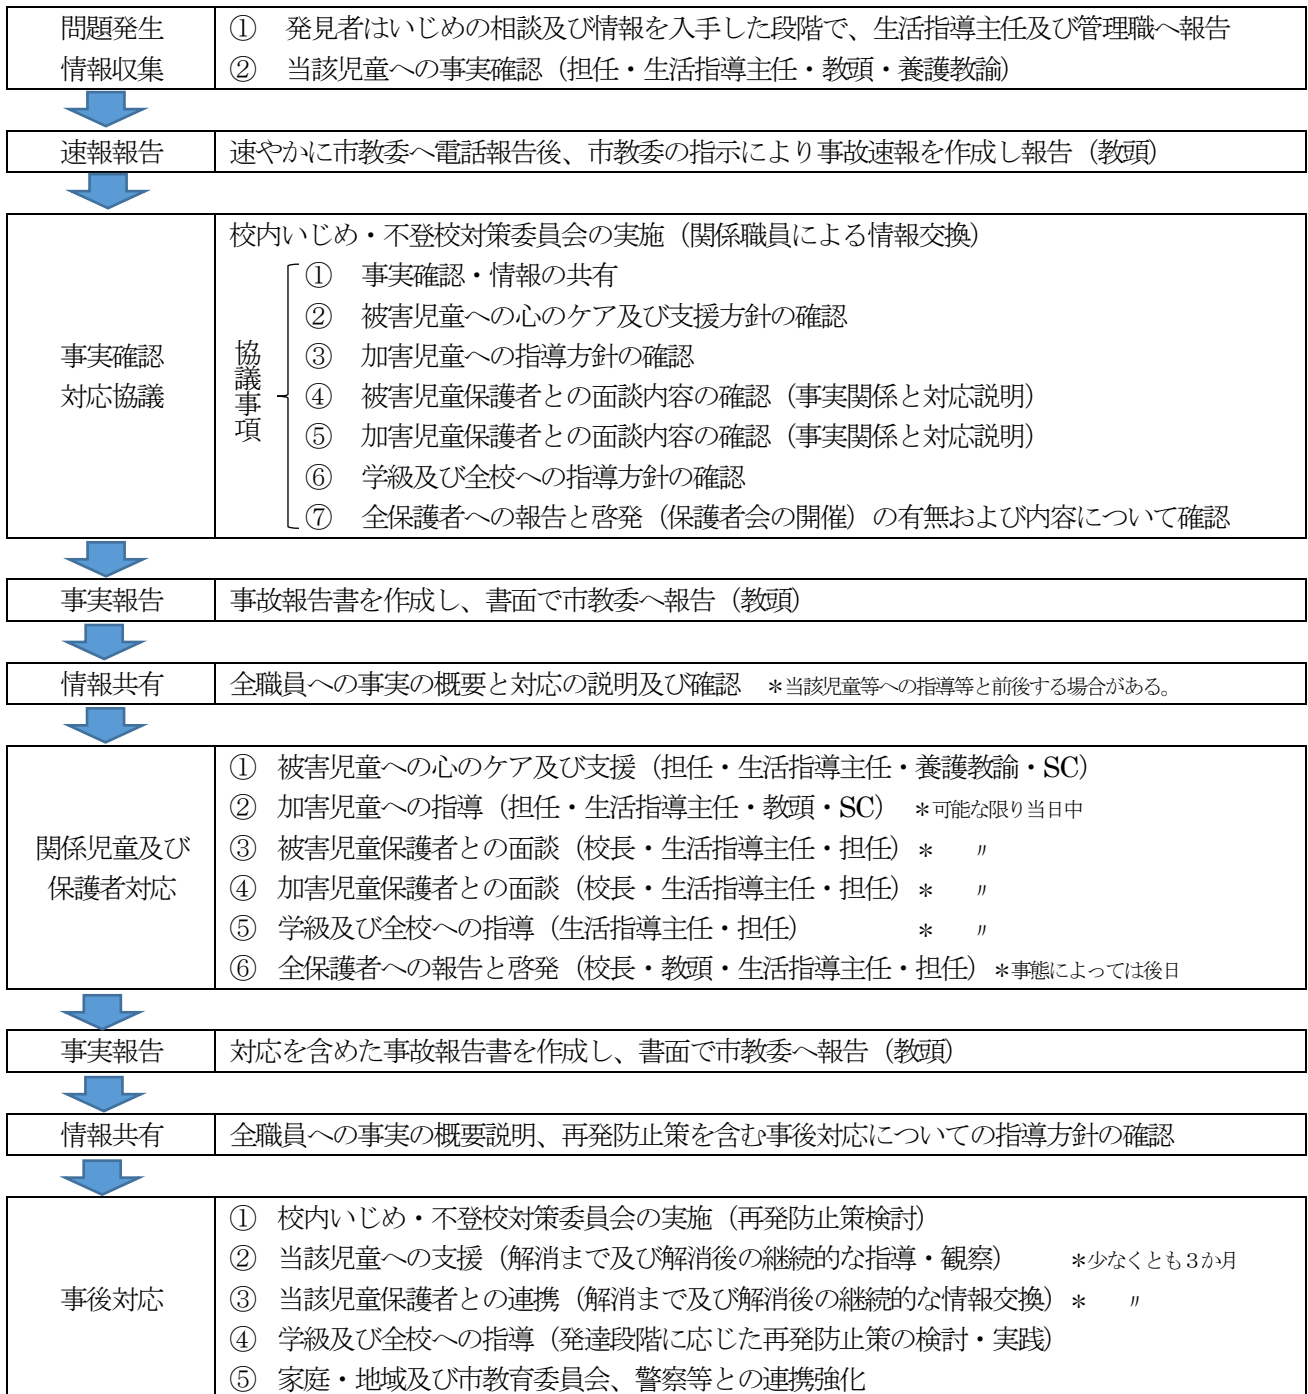 問題発生
情報収集
① 発見者はいじめの相談及び情報を入手した段階で、生活指導主任及び管理職へ報告
② 当該児童への事実確認（担任・生活指導主任・教頭・養護教諭）
速報報告
速やかに市教委へ電話報告後、市教委の指示により事故速報を作成し報告（教頭）
事実確認
対応協議
校内いじめ・不登校対策委員会の実施（関係職員による情報交換）
協議事項
① 事実確認・情報の共有
② 被害児童への心のケア及び支援方針の確認
③ 加害児童への指導方針の確認
④ 被害児童保護者との面談内容の確認（事実関係と対応説明）
⑤ 加害児童保護者との面談内容の確認（事実関係と対応説明）
⑥ 学級及び全校への指導方針の確認
⑦ 全保護者への報告と啓発（保護者会の開催）の有無および内容について確認
事実報告
事故報告書を作成し、書面で市教委へ報告（教頭）
情報共有
全職員への事実の概要と対応の説明及び確認 ＊当該児童等への指導等と前後する場合がある。
関係児童及び
保護者対応
① 被害児童への心のケア及び支援（担任・生活指導主任・養護教諭・SC）
② 加害児童への指導（担任・生活指導主任・教頭・SC） ＊可能な限り当日中
③ 被害児童保護者との面談（校長・生活指導主任・担任）＊ 〃
④ 加害児童保護者との面談（校長・生活指導主任・担任）＊ 〃
⑤ 学級及び全校への指導（生活指導主任・担任） ＊ 〃
⑥ 全保護者への報告と啓発（校長・教頭・生活指導主任・担任）＊事態によっては後日
事実報告
対応を含めた事故報告書を作成し、書面で市教委へ報告（教頭）
情報共有
全職員への事実の概要説明、再発防止策を含む事後対応についての指導方針の確認
事後対応
① 校内いじめ・不登校対策委員会の実施（再発防止策検討）
② 当該児童への支援（解消まで及び解消後の継続的な指導・観察） ＊少なくとも３か月
③ 当該児童保護者との連携（解消まで及び解消後の継続的な情報交換）＊ 〃
④ 学級及び全校への指導（発達段階に応じた再発防止策の検討・実践）
⑤ 家庭・地域及び市教育委員会、警察等との連携強化